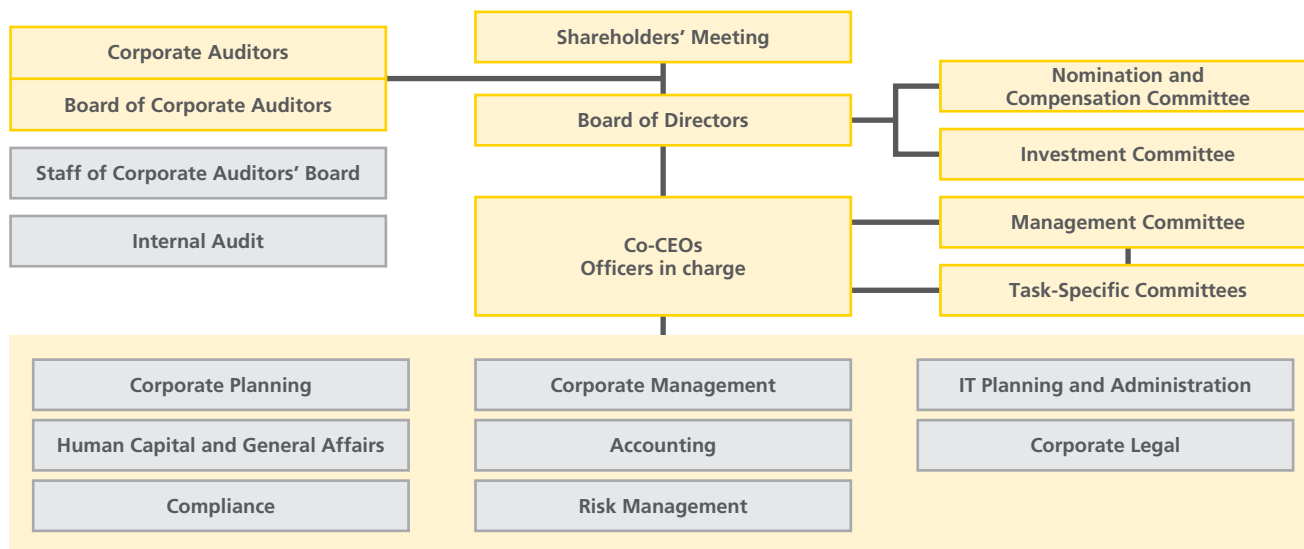 Corporate Auditors
Board of Corporate Auditors
Staff of Corporate Auditors’ Board
Internal Audit
Shareholders’ Meeting
Board of Directors
Nomination and
Compensation Committee
Investment Committee
Co-CEOs
Officers in charge
Management Committee
Task-Specific Committees
Corporate Planning
Human Capital and General Affairs
Compliance
Corporate Management
Accounting
Risk Management
IT Planning and Administration
Corporate Legal